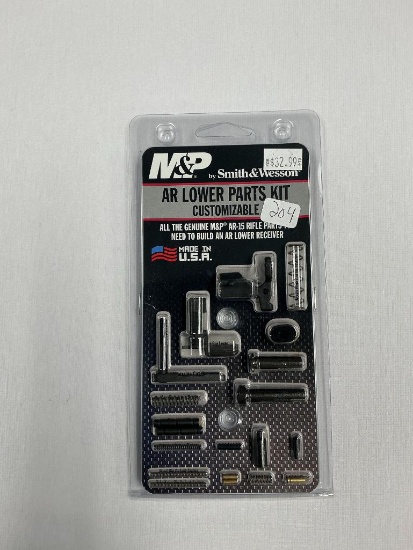 $32.99
M&P
by Smith & Wesson
AR LOWER PARTS KIT
CUSTOMIZABLE
204
ALL THE GENUINE M&P® AR-15 RIFLE PARTS
NEED TO BUILD AN AR LOWER RECEIVER
MADE IN
U.S.A.